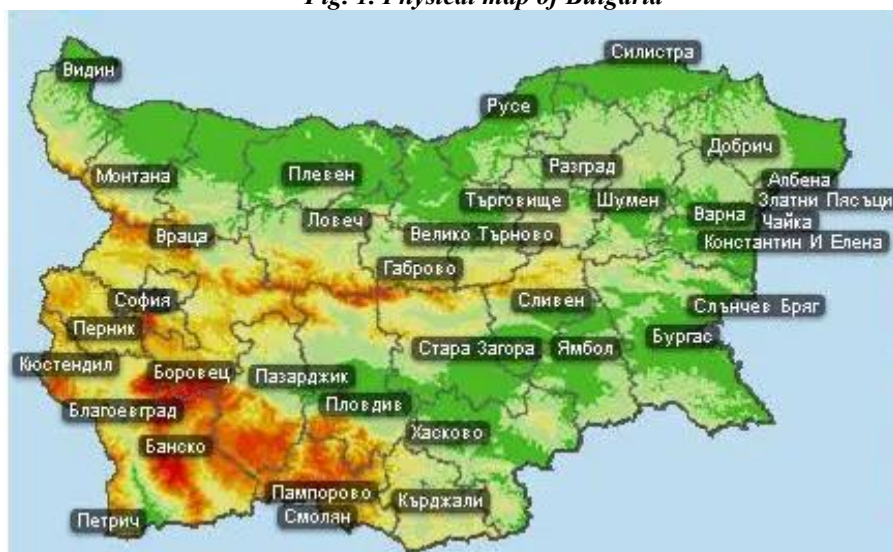 Fig. 1. Physical map of Bulgaria
Видин
Силистра
Русе
Добрич
Монтана
Плевен
Разград
Албена
Търговище
Шумен
Златни Пясъци
Ловеч
Варна
Чайка
Враца
Велико Търново
Константин И Елена
Габрово
София
Сливен
Слънчев Бряг
Перник
Стара Загора
Ямбол
Бургас
Кюстендил
Боровец
Пазарджик
Благоевград
Пловдив
Хасково
Банско
Пампорово
Кърджали
Петрич
Смолян